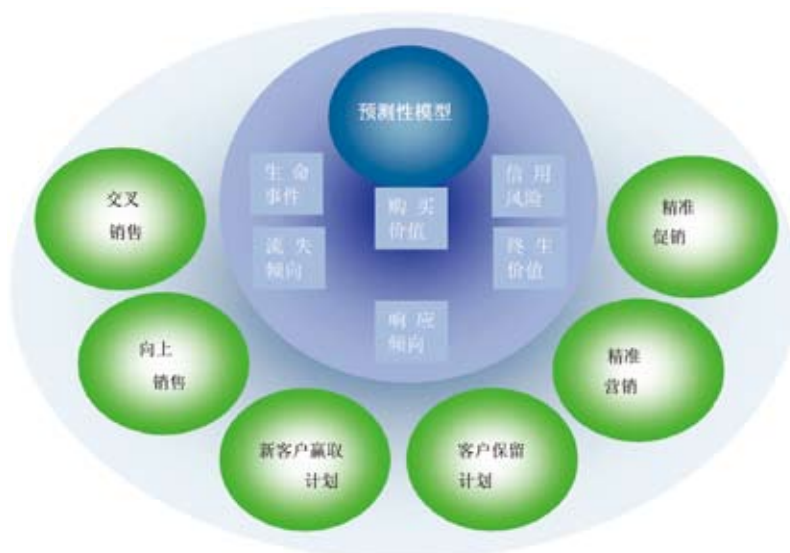 预测性模型
生 命
事件
信 用
风险
购 买
价值
流 失
倾向
终 生
价值
响 应
倾向
交叉
销售
向上
销售
新客户赢取
计划
客户保留
计划
精准
营销
精准
促销